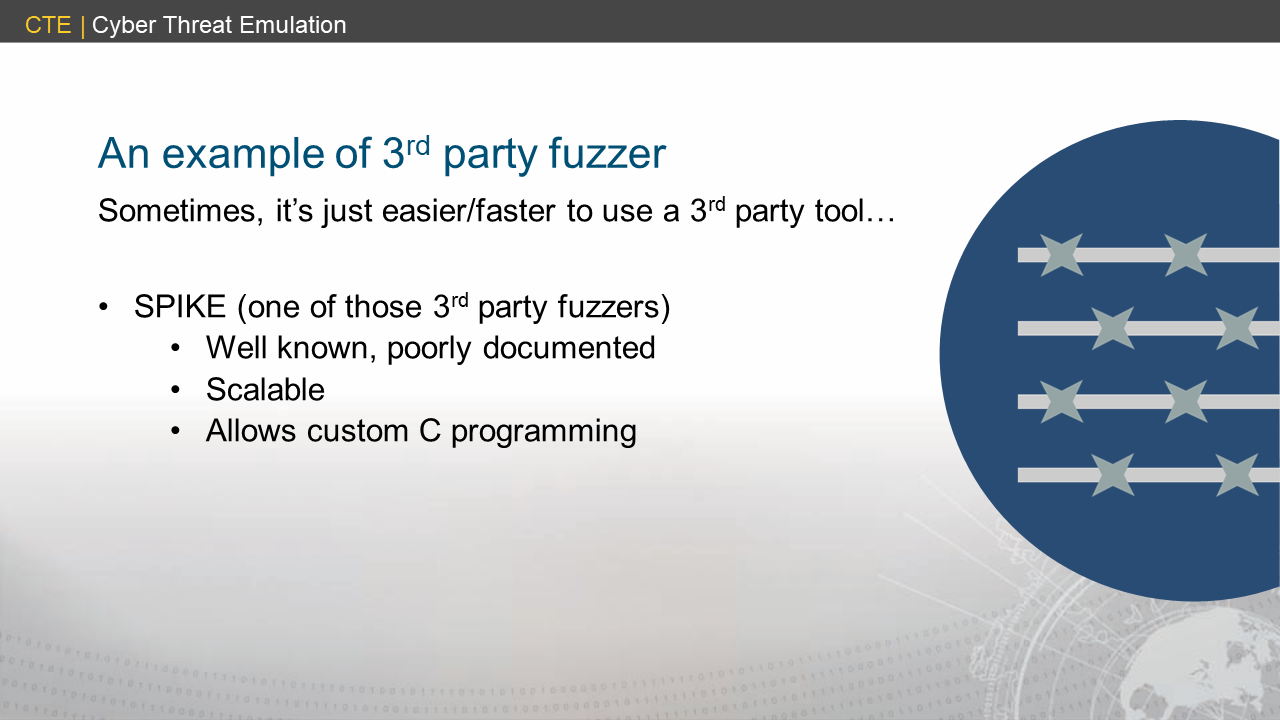 CTE | Cyber Threat Emulation
An example of 3rd party fuzzer
Sometimes, it’s just easier/faster to use a 3rd party tool…
• SPIKE (one of those 3rd party fuzzers)
• Well known, poorly documented
• Scalable
• Allows custom C programming